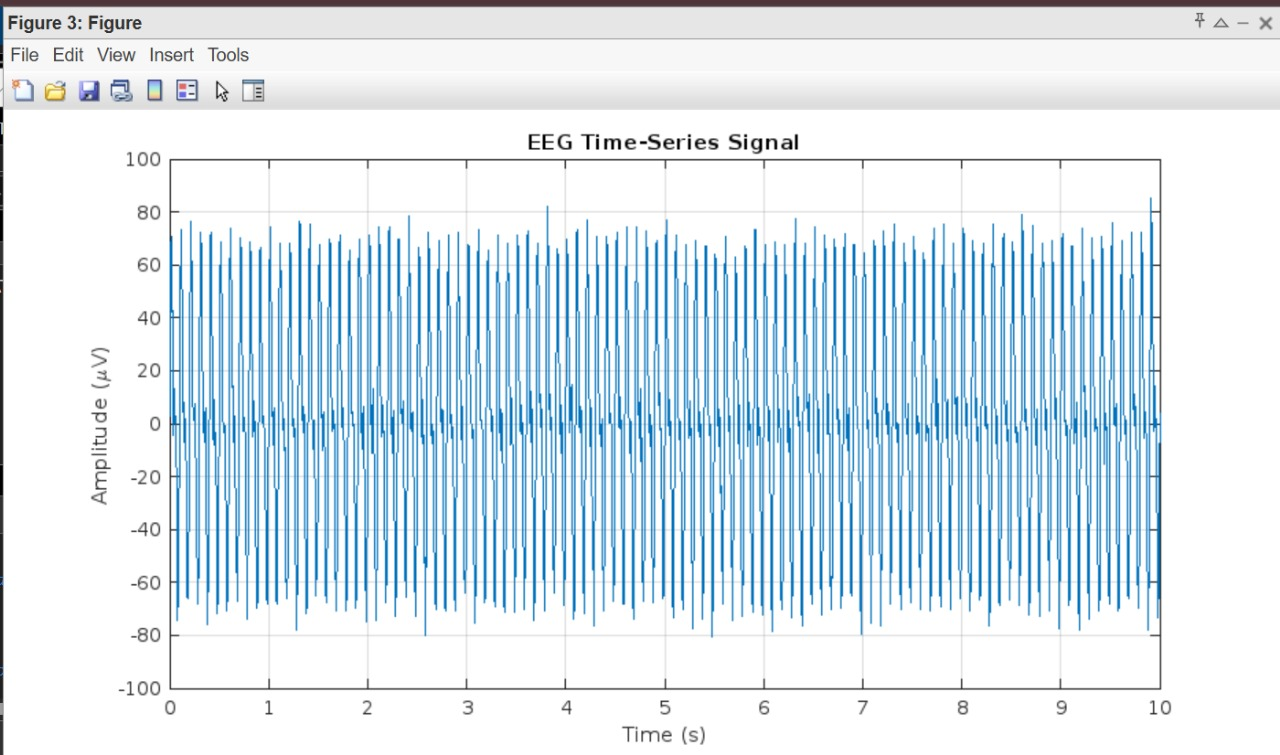 Figure 3: Figure
File Edit View Insert Tools
EEG Time-Series Signal
100
80
60
40
20
0
-20
-40
-60
-80
-100
Amplitude (μV)
0 1 2 3 4 5 6 7 8 9 10
Time (s)